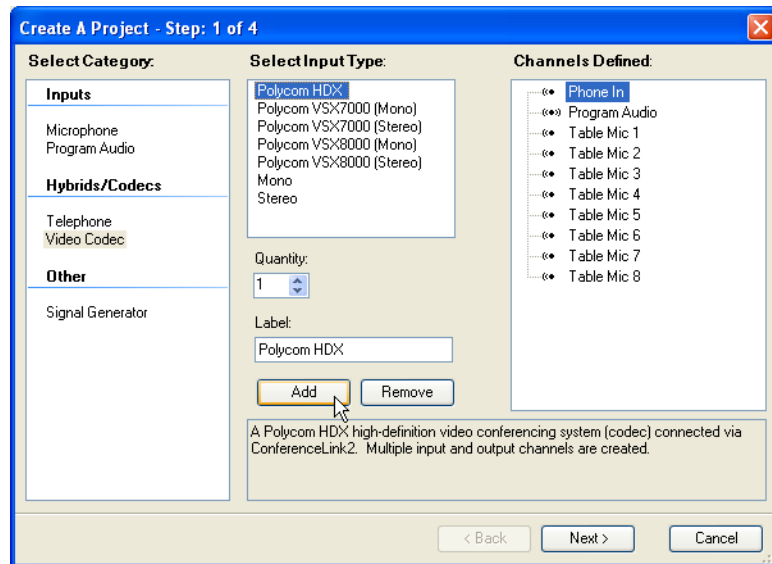 Create A Project - Step: 1 of 4
Select Category:
Inputs
Microphone
Program Audio
Hybrids/Codecs
Telephone
Video Codec
Other
Signal Generator
Select Input Type:
Polycom HDX
Polycom VSX7000 (Mono)
Polycom VSX7000 (Stereo)
Polycom VSX8000 (Mono)
Polycom VSX8000 (Stereo)
Mono
Stereo
Quantity:
1
Label:
Polycom HDX
Add
Remove
A Polycom HDX high-definition video conferencing system (codec) connected via
ConferenceLink2. Multiple input and output channels are created.
Channels Defined:
Phone In
Program Audio
Table Mic 1
Table Mic 2
Table Mic 3
Table Mic 4
Table Mic 5
Table Mic 6
Table Mic 7
Table Mic 8
< Back
Next >
Cancel